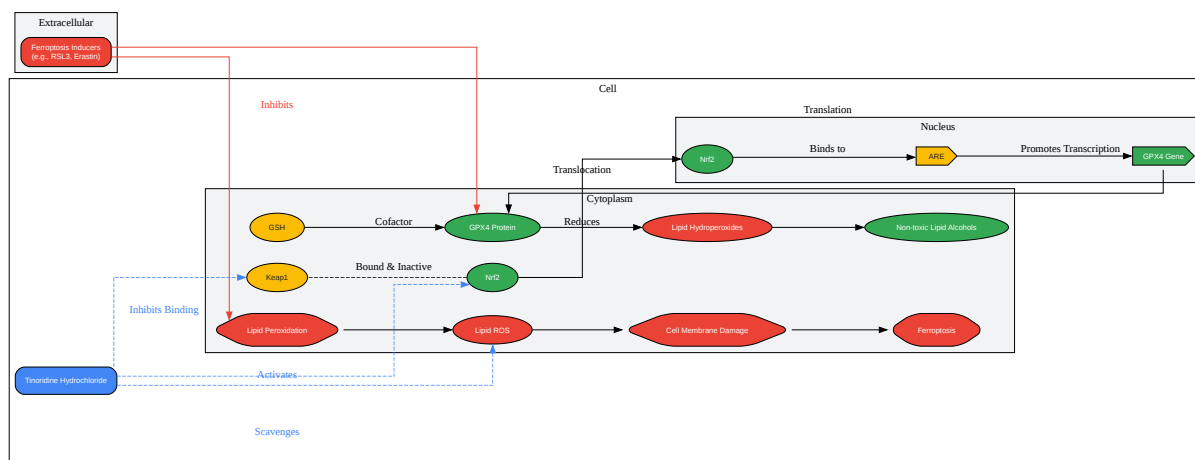 Extracellular
Ferroptosis Inducers
(e.g., RSL3, Erastin)
Cell
Inhibits
Translation
Nucleus
Nrf2
Binds to
ARE
Promotes Transcription
GPX4 Gene
Translocation
Cytoplasm
GSH
Cofactor
GPX4 Protein
Reduces
Lipid Hydroperoxides
Non-toxic Lipid Alcohols
Keap1
Bound & Inactive
Nrf2
Inhibits Binding
Lipid Peroxidation
Lipid ROS
Cell Membrane Damage
Ferroptosis
Tinoridine Hydrochloride
Activates
Scavenges